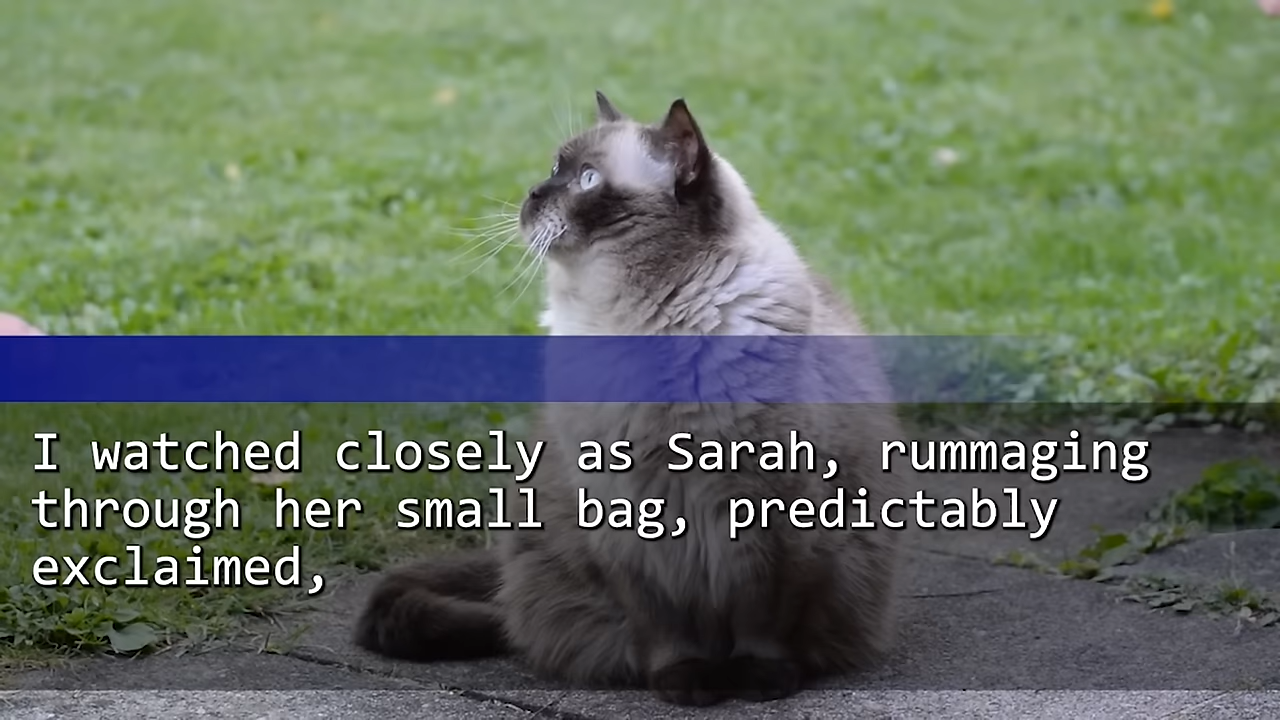 I watched closely as Sarah, rummaging
through her small bag, predictably
exclaimed,